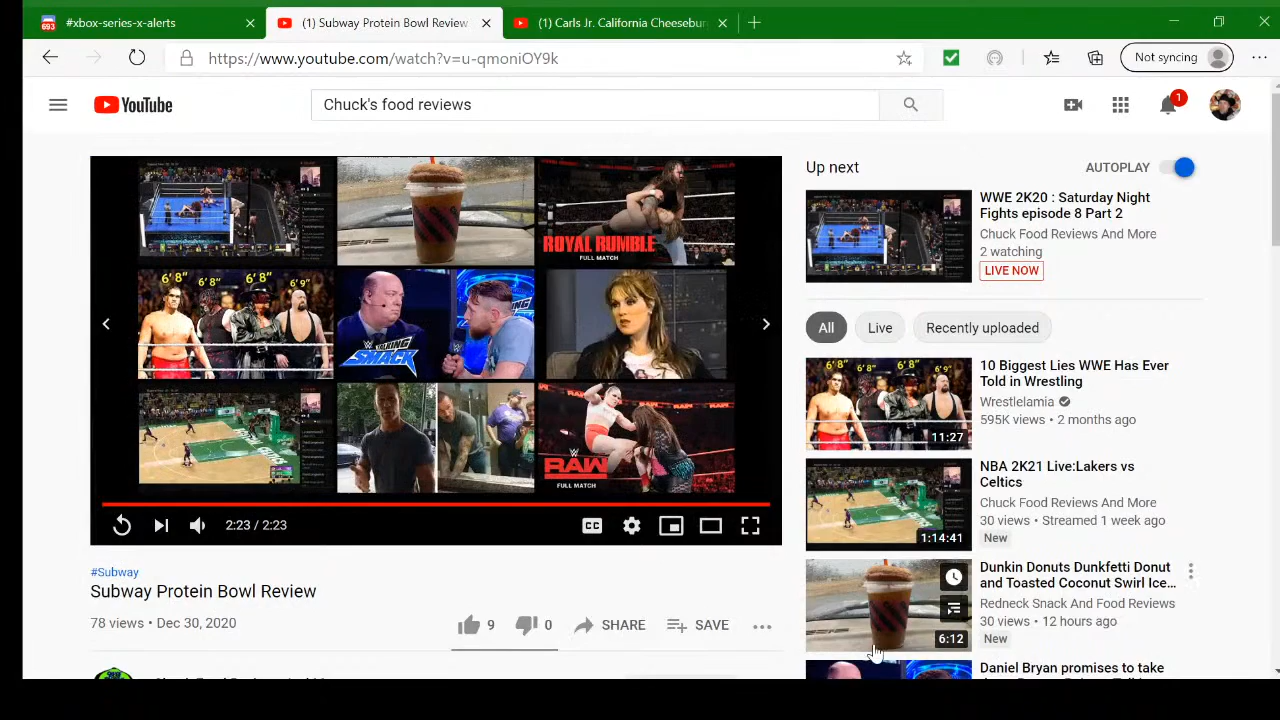 693
#xbox-series-x-alerts
(1) Subway Protein Bowl Review
(1) Carls Jr. California Cheesebur
https://www.youtube.com/watch?v=u-qmoniOY9k
Not syncing
YouTube
Chuck's food reviews
1
ROYAL RUMBLE
FULL MATCH
6'8" 6'8" 6'9"
TALKING
SMACK
RAW
FULL MATCH
2:23 / 2:23
CC
#Subway
Subway Protein Bowl Review
78 views • Dec 30, 2020
9
0
SHARE
SAVE
Up next
AUTOPLAY
WWE 2K20 : Saturday Night
Fights episode 8 Part 2
Chuck Food Reviews And More
2 watching
LIVE NOW
All
Live
Recently uploaded
6'8" 6'8" 6'9"
11:27
10 Biggest Lies WWE Has Ever
Told in Wrestling
Wrestlelamia
595K views • 2 months ago
1:14:41
NBA 2K21 Live:Lakers vs
Celtics
Chuck Food Reviews And More
30 views • Streamed 1 week ago
New
6:12
Dunkin Donuts Dunkfetti Donut
and Toasted Coconut Swirl Ice...
Redneck Snack And Food Reviews
30 views • 12 hours ago
New
Daniel Bryan promises to take